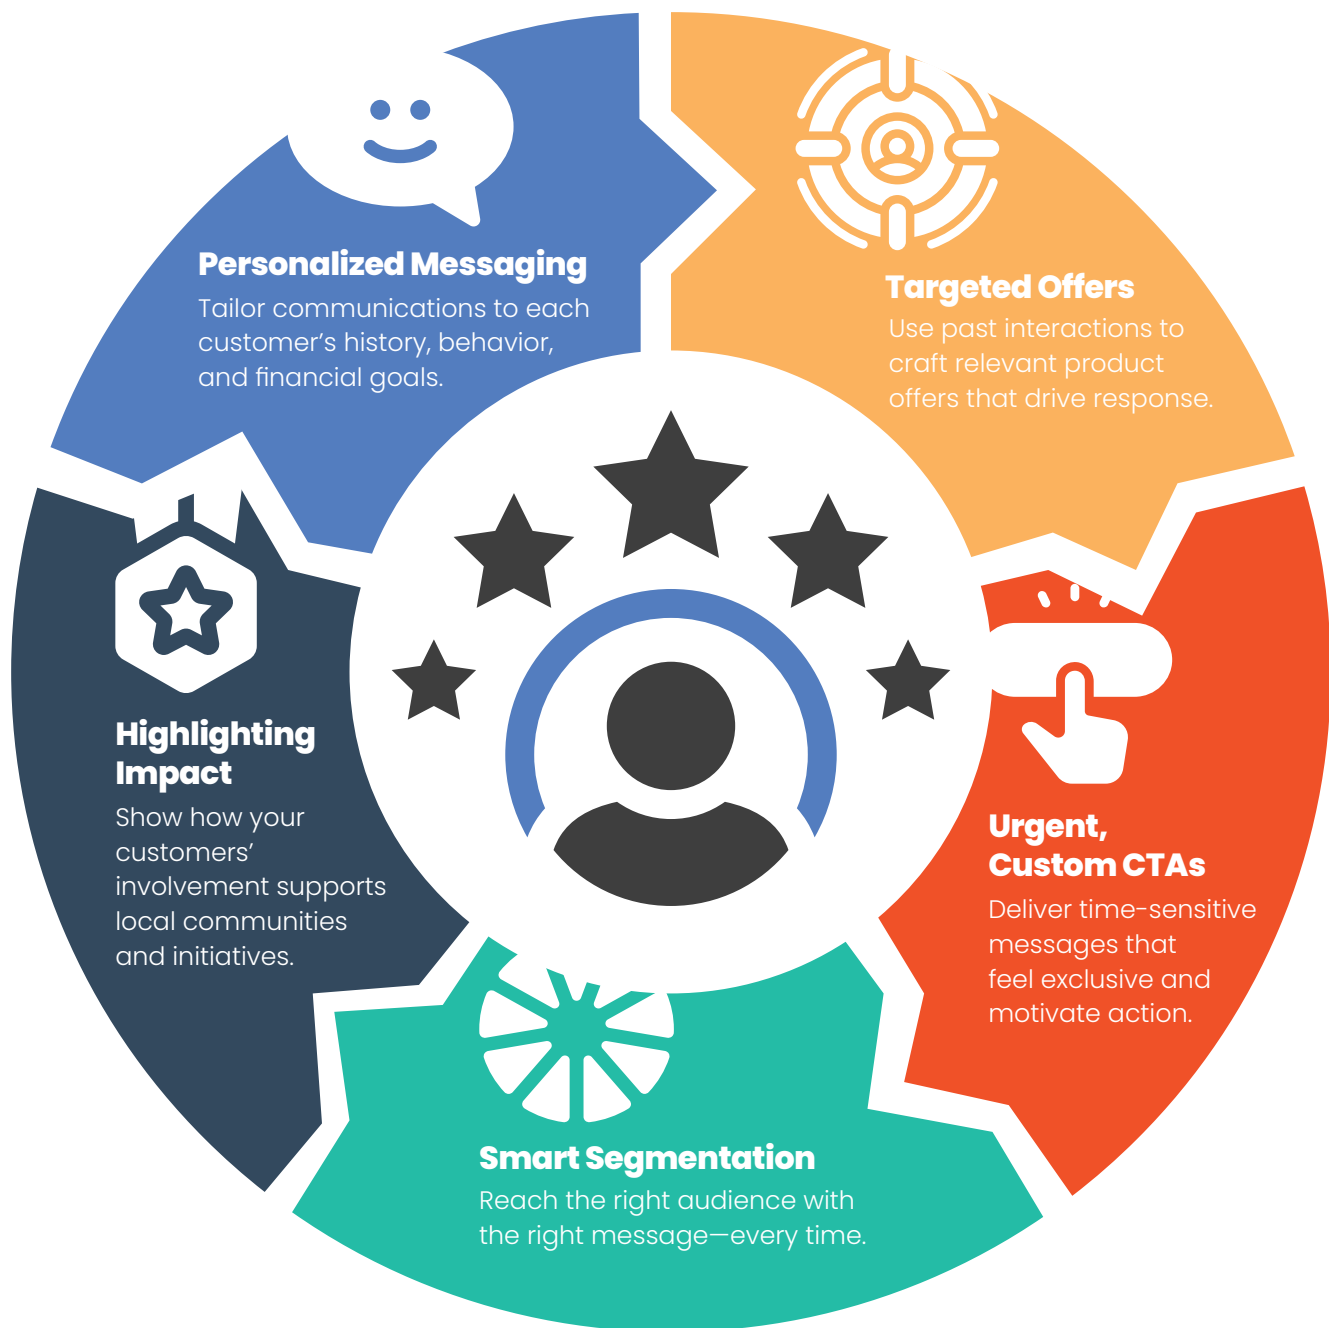 Personalized Messaging
Tailor communications to each
customer’s history, behavior,
and financial goals.
Targeted Offers
Use past interactions to
craft relevant product
offers that drive response.
Urgent,
Custom CTAs
Deliver time-sensitive
messages that
feel exclusive and
motivate action.
Smart Segmentation
Reach the right audience with
the right message—every time.
Highlighting
Impact
Show how your
customers’
involvement supports
local communities
and initiatives.